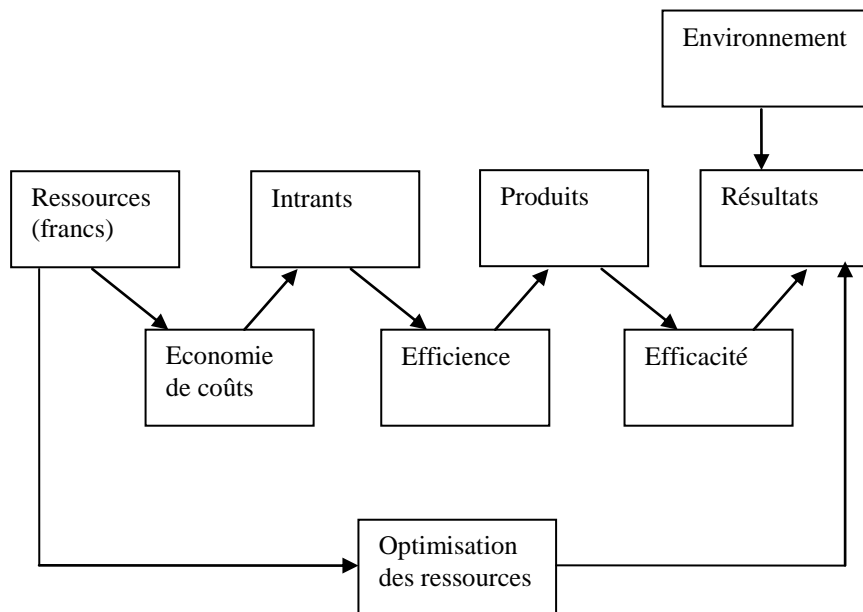 Environnement
Ressources
(francs)
Intrants
Produits
Résultats
Economie
de coûts
Efficience
Efficacité
Optimisation
des ressources